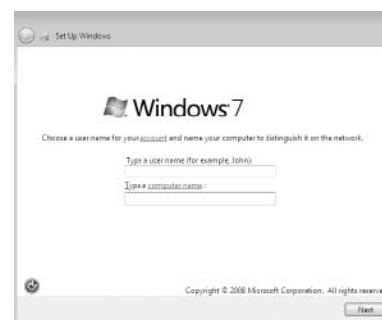 Set Up Windows
Windows 7
Choose a user name for your account and name your computer to distinguish it on the network.
Type a user name (for example, John):
Type a computer name:
Copyright © 2008 Microsoft Corporation. All rights reserve
Next